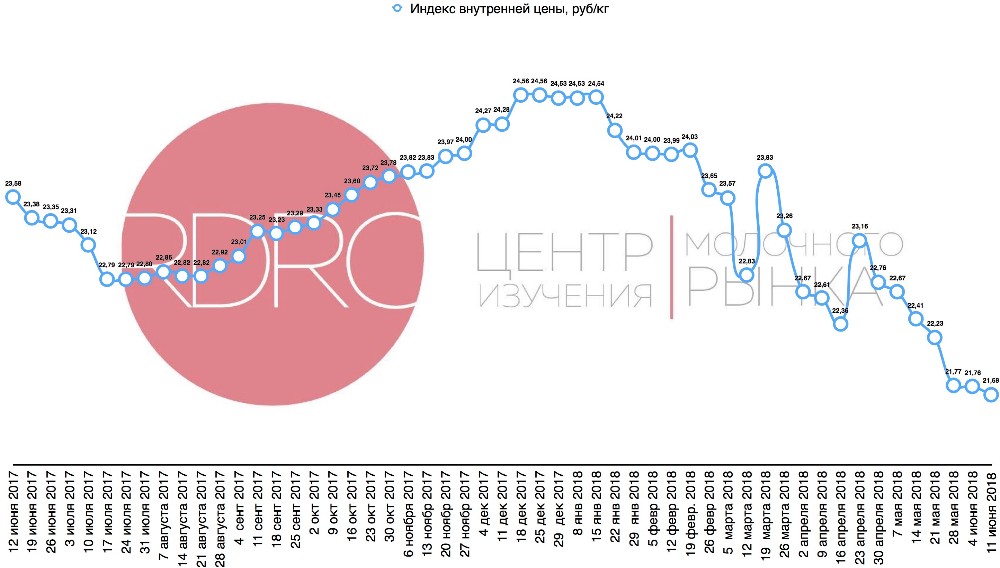 Индекс внутренней цены, руб/кг
24,56 24,56 24,53 24,53 24,54
24,27 24,28 24,22
23,97 24,00 24,01 24,00 23,99 24,03
23,72 23,78 23,82 23,83 23,83
23,58 23,46 23,60 23,65 23,57
23,38 23,35 23,31 23,25 23,23 23,29 23,33 23,26
23,12 23,01 23,16
22,79 22,79 22,80 22,86 22,82 22,82 22,92 22,83 22,67 22,61 22,76 22,67
22,36 22,41
22,23
21,77 21,76 21,68
RDRC
ЦЕНТР
ИЗУЧЕНИЯ
МОЛОЧНОГО
РЫНКА
12 июня 2017
19 июня 2017
26 июня 2017
3 июля 2017
10 июля 2017
17 июля 2017
24 июля 2017
31 июля 2017
7 августа 2017
14 августа 2017
21 августа 2017
28 августа 2017
4 сент 2017
11 сент 2017
18 сент 2017
25 сент 2017
2 окт 2017
9 окт 2017
16 окт 2017
23 окт 2017
30 окт 2017
6 ноября 2017
13 ноябр 2017
20 ноябр 2017
27 ноябр 2017
4 дек 2017
11 дек 2017
18 дек 2017
25 дек 2017
29 дек 2017
8 янв 2018
15 янв 2018
22 янв 2018
29 янв 2018
5 февр 2018
12 февр 2018
19 февр. 2018
26 февр 2018
5 марта 2018
12 марта 2018
19 марта 2018
26 марта 2018
2 апреля 2018
9 апреля 2018
16 апреля 2018
23 апреля 2018
30 апреля 2018
7 мая 2018
14 мая 2018
21 мая 2018
28 мая 2018
4 июня 2018
11 июня 2018